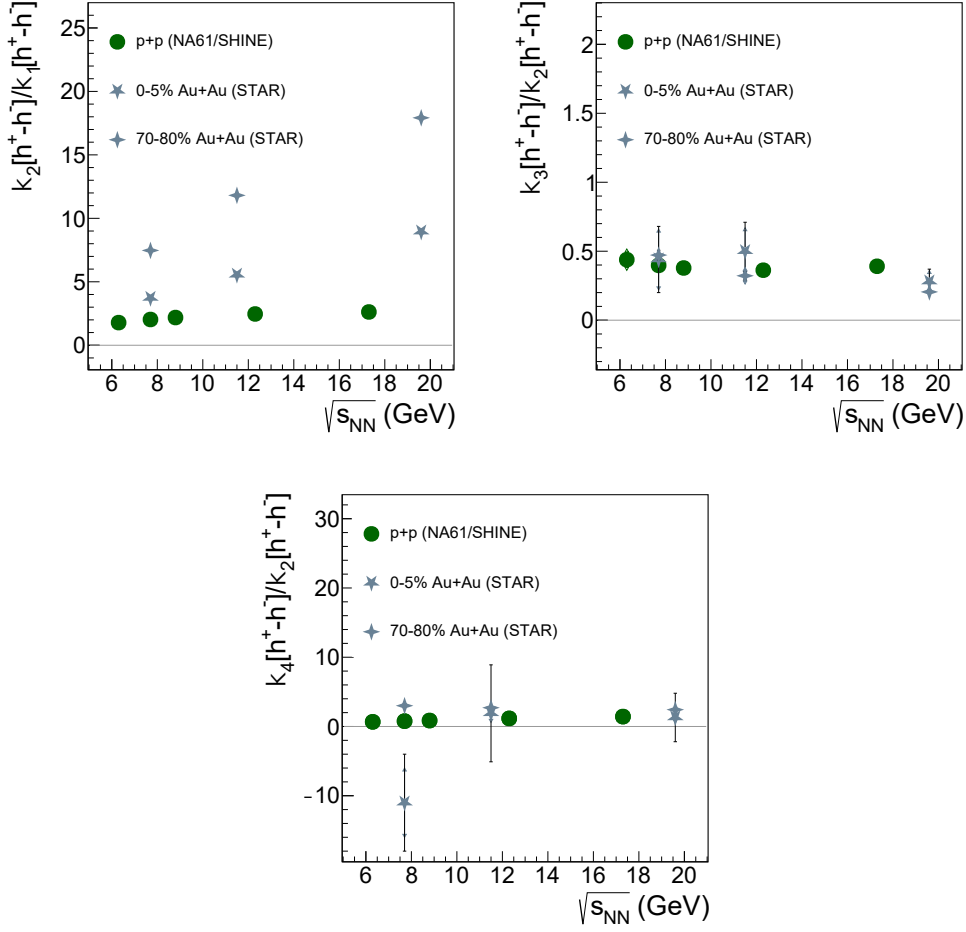 k₂[h⁺-h⁻]/k₁[h⁺-h⁻]
25
20
15
10
5
0
p+p (NA61/SHINE)
0-5% Au+Au (STAR)
70-80% Au+Au (STAR)
6 8 10 12 14 16 18 20
√s_NN (GeV)
k₃[h⁺-h⁻]/k₂[h⁺-h⁻]
2
1.5
1
0.5
0
p+p (NA61/SHINE)
0-5% Au+Au (STAR)
70-80% Au+Au (STAR)
6 8 10 12 14 16 18 20
√s_NN (GeV)
k₄[h⁺-h⁻]/k₂[h⁺-h⁻]
30
20
10
0
−10
p+p (NA61/SHINE)
0-5% Au+Au (STAR)
70-80% Au+Au (STAR)
6 8 10 12 14 16 18 20
√s_NN (GeV)